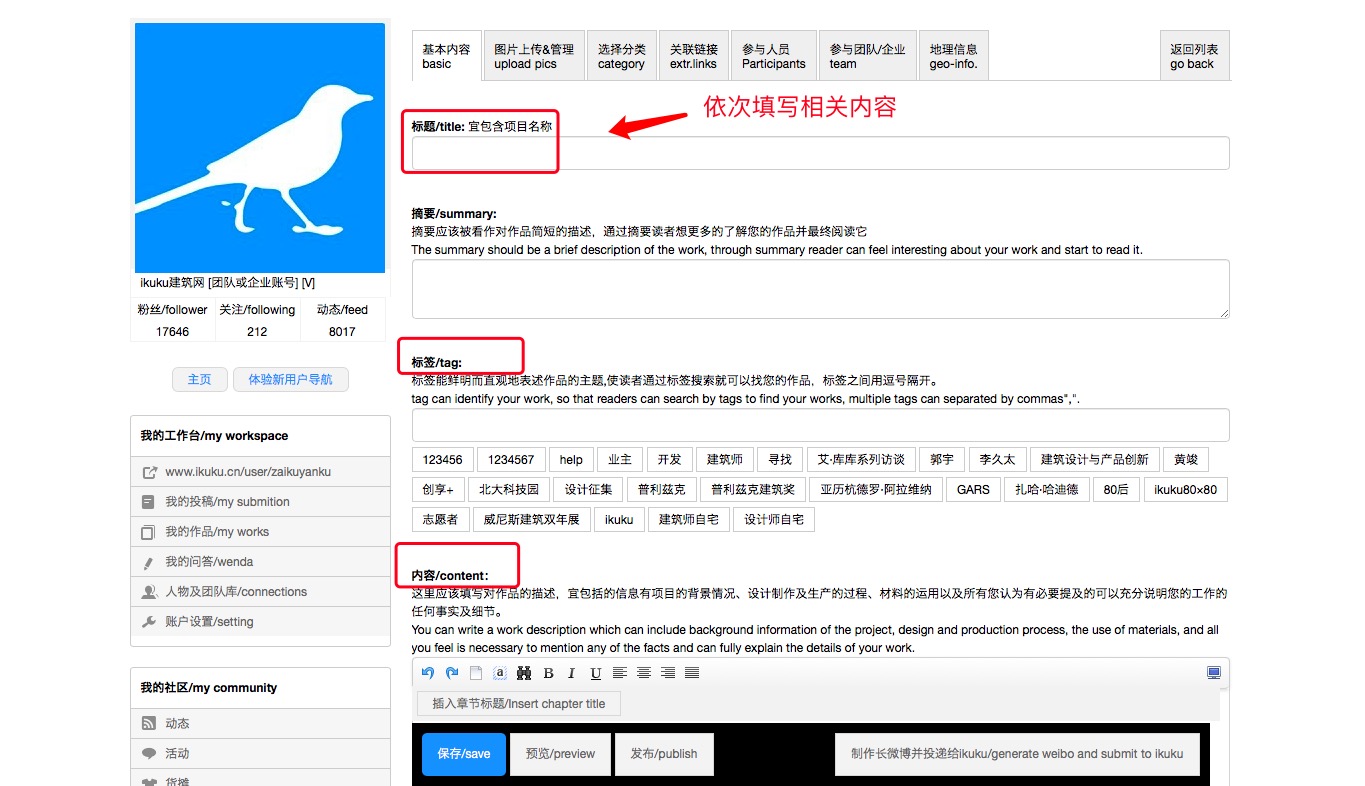 基本内容
basic
图片上传&管理
upload pics
选择分类
category
关联链接
extr.links
参与人员
Participants
参与团队/企业
team
地理信息
geo-info.
返回列表
go back
依次填写相关内容
标题/title: 宜包含项目名称
摘要/summary:
摘要应该被看作对作品简短的描述，通过摘要读者想更多的了解您的作品并最终阅读它
The summary should be a brief description of the work, through summary reader can feel interesting about your work and start to read it.
ikuku建筑网 [团队或企业账号] [V]
粉丝/follower 关注/following 动态/feed
17646 212 8017
主页 体验新用户导航
我的工作台/my workspace
www.ikuku.cn/user/zaikuyanku
我的投稿/my submition
我的作品/my works
我的问答/wenda
人物及团队库/connections
账户设置/setting
我的社区/my community
动态
活动
货摊
标签/tag:
标签能鲜明而直观地表述作品的主题,使读者通过标签搜索就可以找您的作品，标签之间用逗号隔开。
tag can identify your work, so that readers can search by tags to find your works, multiple tags can separated by commas",".
123456 1234567 help 业主 开发 建筑师 寻找 艾·库库系列访谈 郭宇 李久太 建筑设计与产品创新 黄竣
创享+ 北大科技园 设计征集 普利兹克 普利兹克建筑奖 亚历杭德罗·阿拉维纳 GARS 扎哈·哈迪德 80后 ikuku80×80
志愿者 威尼斯建筑双年展 ikuku 建筑师自宅 设计师自宅
内容/content：
这里应该填写对作品的描述，宜包括的信息有项目的背景情况、设计制作及生产的过程、材料的运用以及所有您认为有必要提及的可以充分说明您的工作的
任何事实及细节。
You can write a work description which can include background information of the project, design and production process, the use of materials, and all
you feel is necessary to mention any of the facts and can fully explain the details of your work.
a B I U
插入章节标题/Insert chapter title
保存/save 预览/preview 发布/publish 制作长微博并投递给ikuku/generate weibo and submit to ikuku